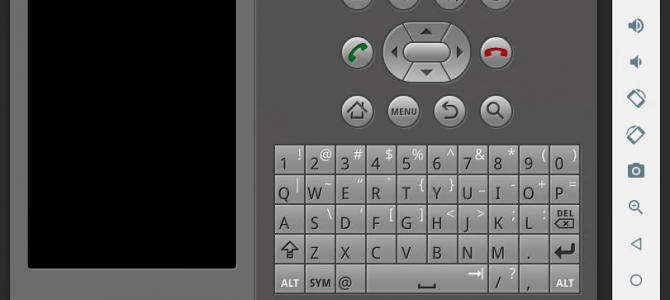 MENU
1 ! 2 @ 3 # 4 $ 5 % 6 ^ 7 & 8 * 9 ( 0 )
Q | W ~ E “ R ` T { Y } U _ I - O + P =
A S \ D ‘ F [ G ] H < J > K ; L : DEL
Z X C V B N M .
ALT SYM @ / ? , ALT